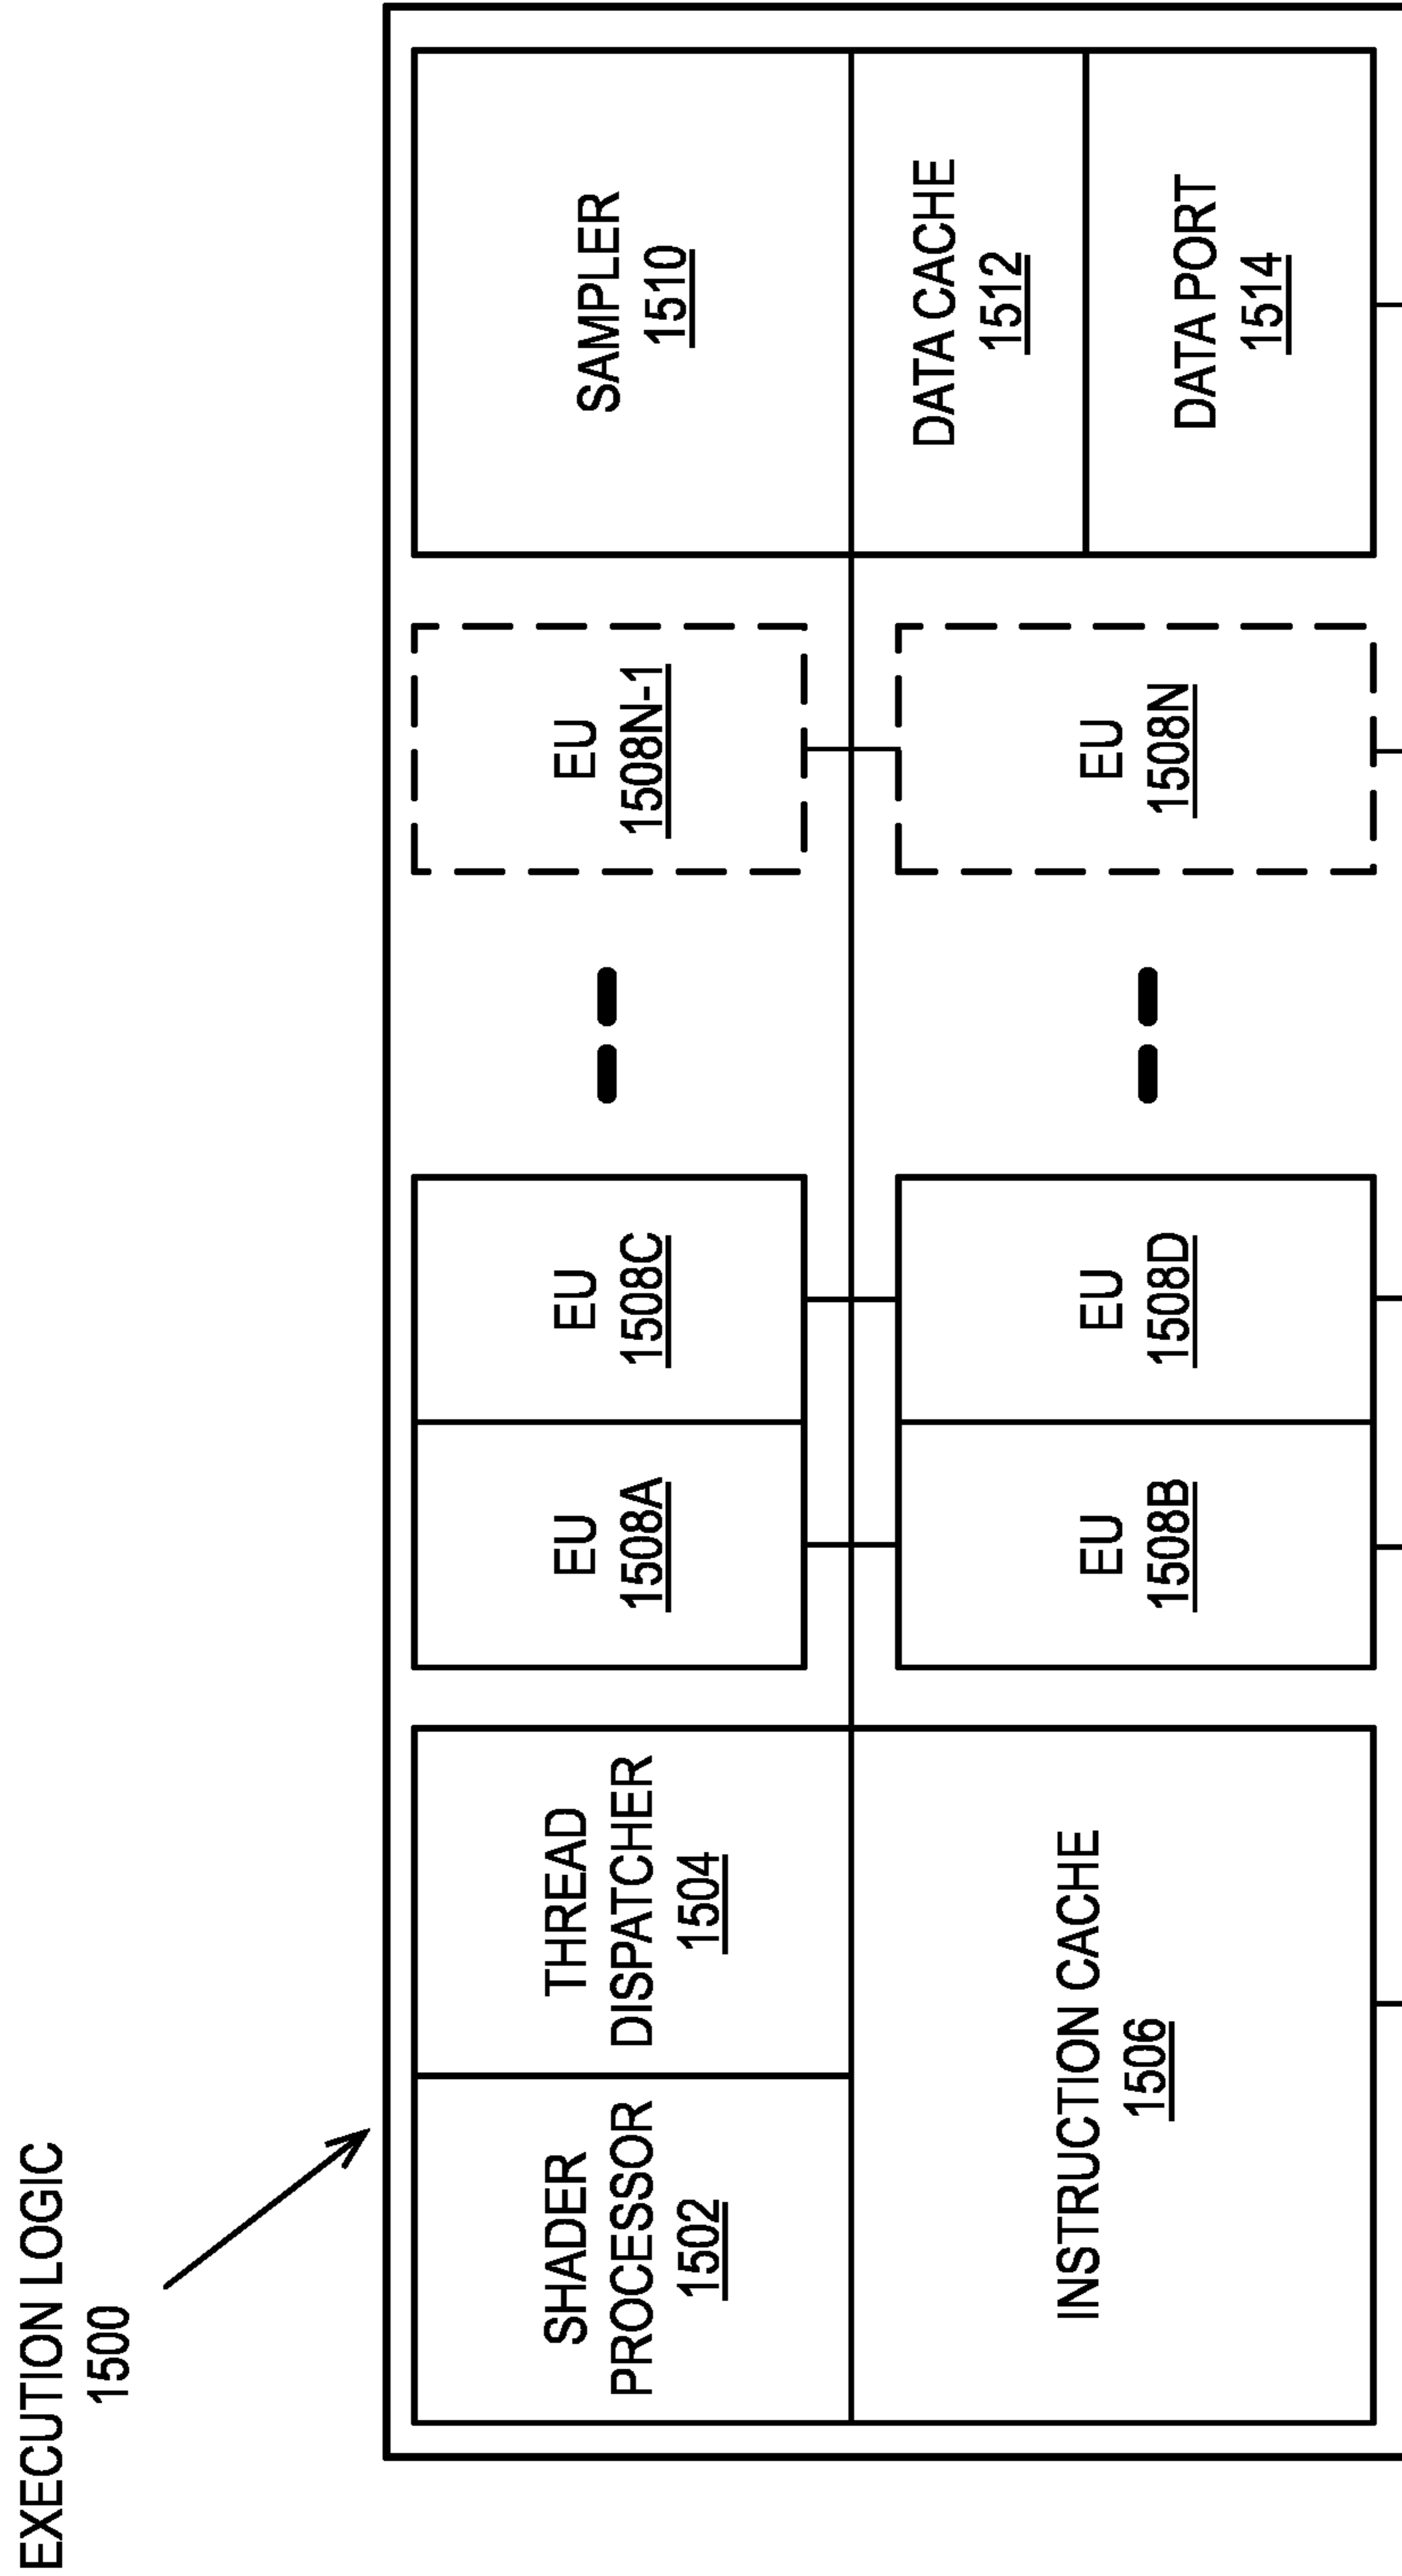 EXECUTION LOGIC
1500
SHADER
PROCESSOR
1502
THREAD
DISPATCHER
1504
INSTRUCTION CACHE
1506
EU
1508A
EU
1508C
EU
1508B
EU
1508D
EU
1508N-1
EU
1508N
SAMPLER
1510
DATA CACHE
1512
DATA PORT
1514